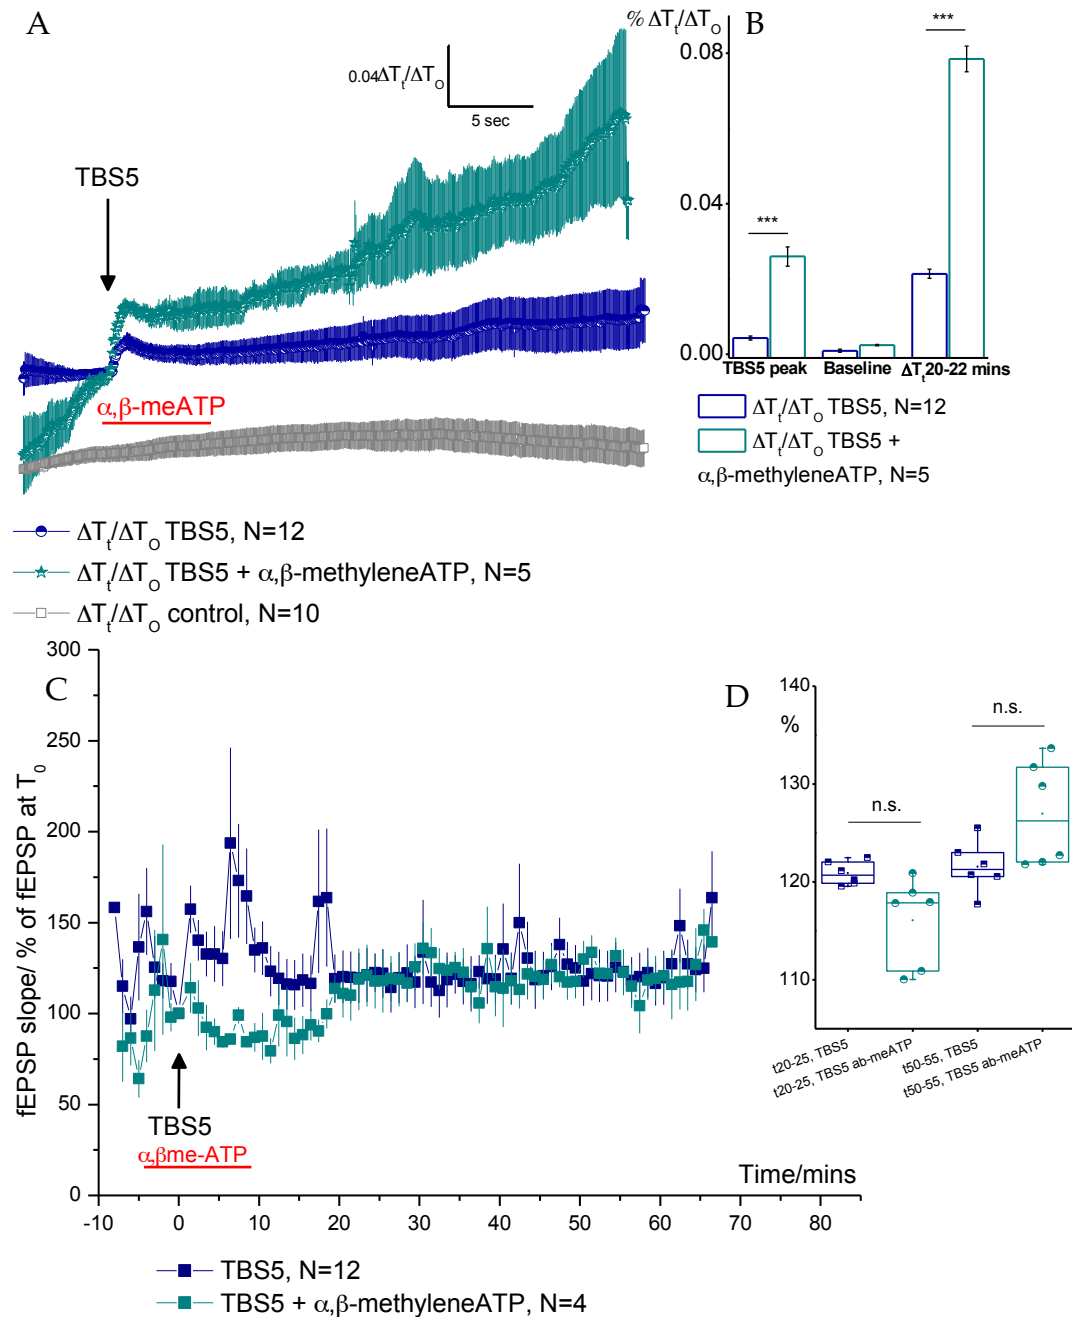 A
0.04ΔTt/ΔTO
5 sec
TBS5
α,β-meATP
ΔTt/ΔTO TBS5, N=12
ΔTt/ΔTO TBS5 + α,β-methyleneATP, N=5
ΔTt/ΔTO control, N=10
% ΔTt/ΔTO
B
***
***
0.08
0.04
0.00
TBS5 peak Baseline ΔTt20-22 mins
ΔTt/ΔTO TBS5, N=12
ΔTt/ΔTO TBS5 +
α,β-methyleneATP, N=5
C
fEPSP slope/ % of fEPSP at T0
300
250
200
150
100
50
0
TBS5
α,βme-ATP
Time/mins
-10 0 10 20 30 40 50 60 70 80
TBS5, N=12
TBS5 + α,β-methyleneATP, N=4
D
%
140
130
120
110
n.s.
n.s.
t20-25, TBS5
t20-25, TBS5 ab-meATP
t50-55, TBS5
t50-55, TBS5 ab-meATP